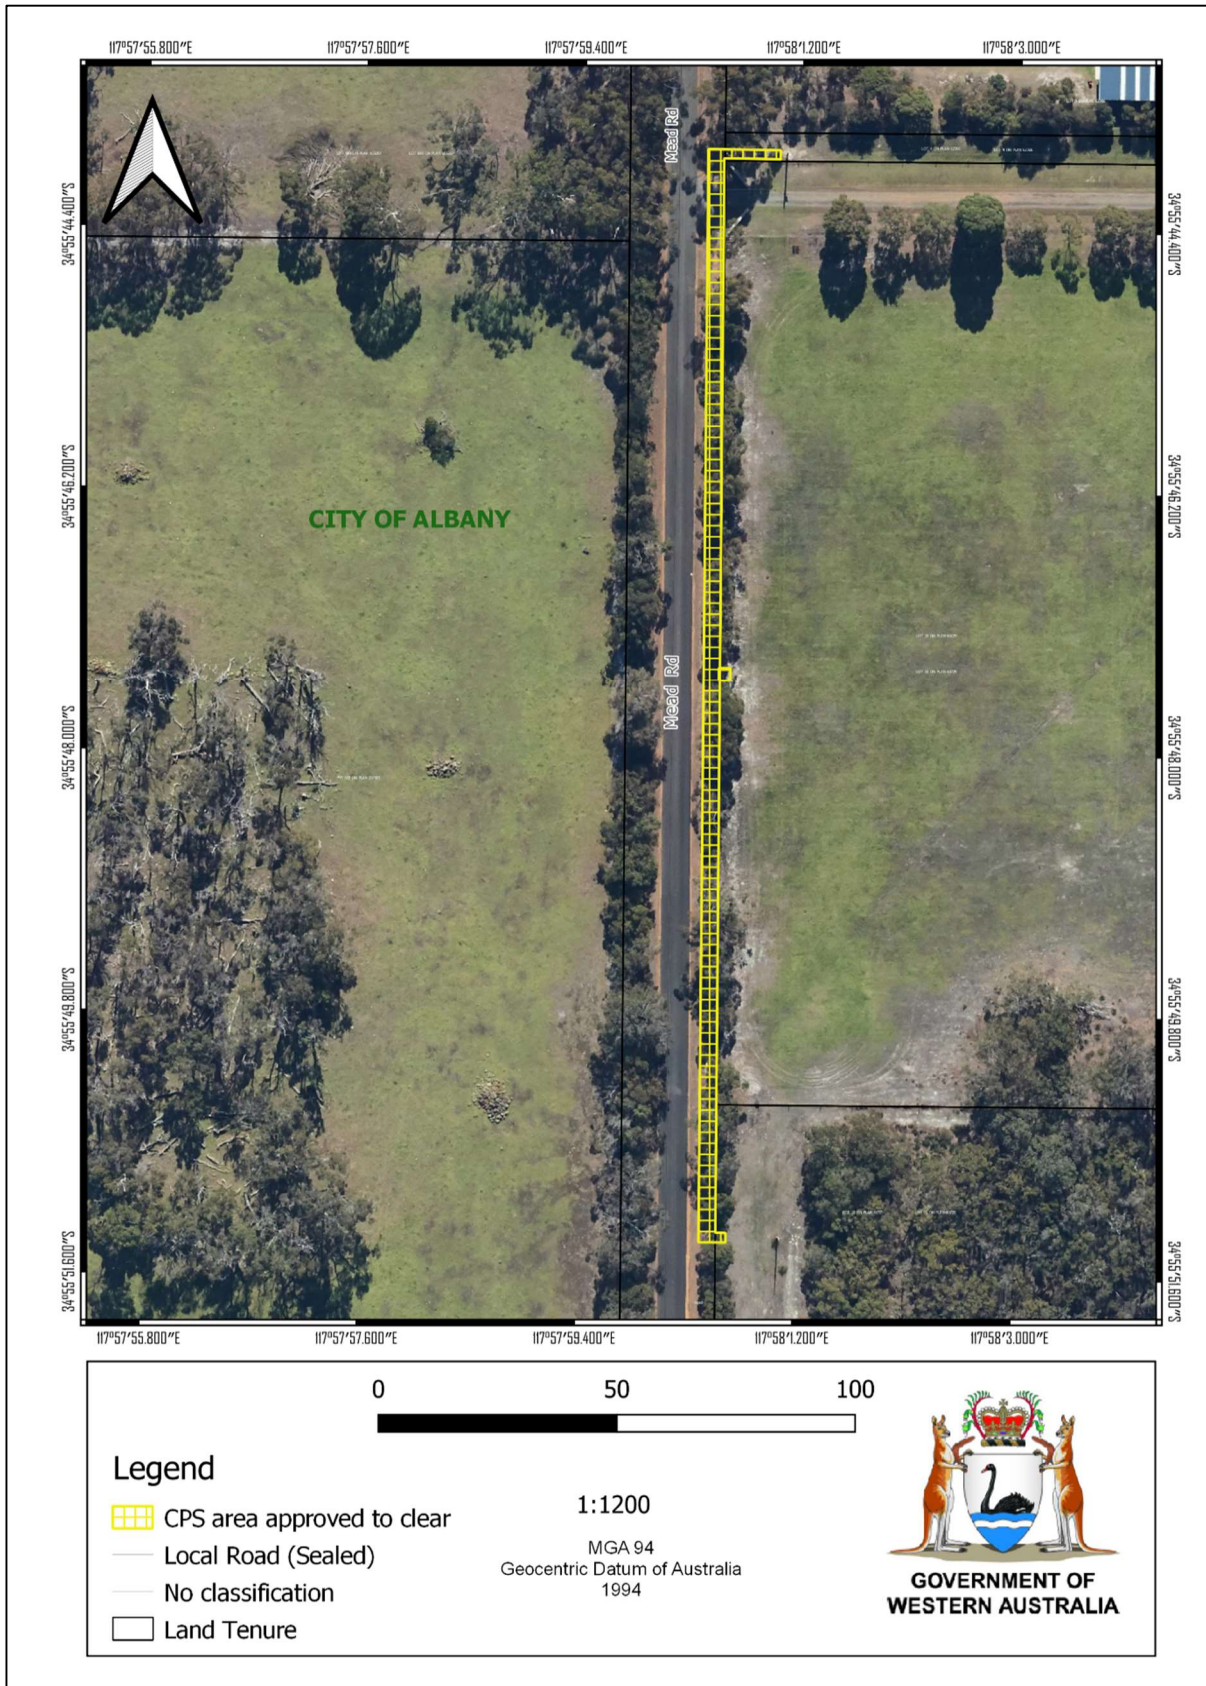 117°57'55.800"E 117°57'57.600"E 117°57'59.400"E 117°58'1.200"E 117°58'3.000"E
Mead Rd
34°55'44.400"S
34°55'44.400"S
34°55'46.200"S
34°55'46.200"S
CITY OF ALBANY
Mead Rd
34°55'48.000"S
34°55'48.000"S
34°55'49.800"S
34°55'49.800"S
34°55'51.600"S
34°55'51.600"S
117°57'55.800"E 117°57'57.600"E 117°57'59.400"E 117°58'1.200"E 117°58'3.000"E
0 50 100
Legend
CPS area approved to clear
Local Road (Sealed)
No classification
Land Tenure
1:1200
MGA 94
Geocentric Datum of Australia
1994
GOVERNMENT OF
WESTERN AUSTRALIA